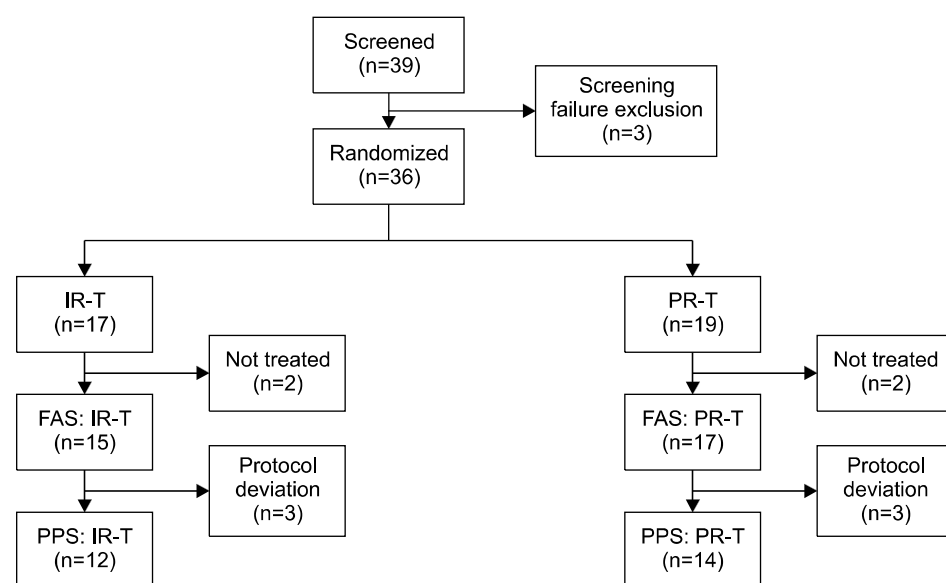 Screened
(n=39)
Screening
failure exclusion
(n=3)
Randomized
(n=36)
IR-T
(n=17)
PR-T
(n=19)
Not treated
(n=2)
Not treated
(n=2)
FAS: IR-T
(n=15)
FAS: PR-T
(n=17)
Protocol
deviation
(n=3)
Protocol
deviation
(n=3)
PPS: IR-T
(n=12)
PPS: PR-T
(n=14)